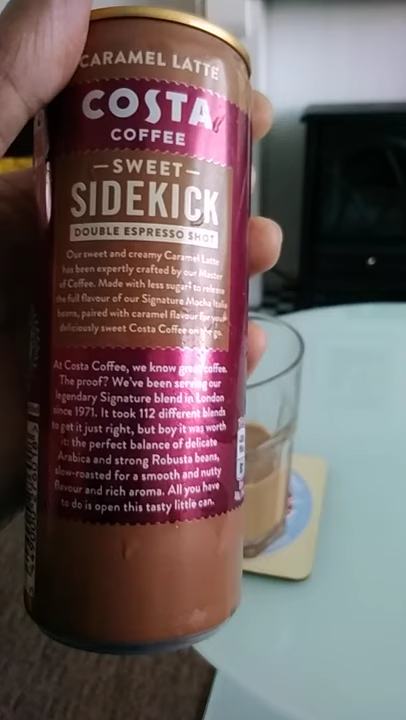 CARAMEL LATTE
COSTA
COFFEE
—SWEET—
SIDEKICK
DOUBLE ESPRESSO SHOT
Our sweet and creamy Caramel Latte
has been expertly crafted by our Master
of Coffee. Made with less sugar² to release
the full flavour of our Signature Mocha Italia
beans, paired with caramel flavour for your
deliciously sweet Costa Coffee on the go.
At Costa Coffee, we know great coffee.
The proof? We've been serving our
legendary Signature blend in London
since 1971. It took 112 different blends
to get it just right, but boy it was worth
it: the perfect balance of delicate
Arabica and strong Robusta beans,
slow-roasted for a smooth and nutty
flavour and rich aroma. All you have
to do is open this tasty little can.